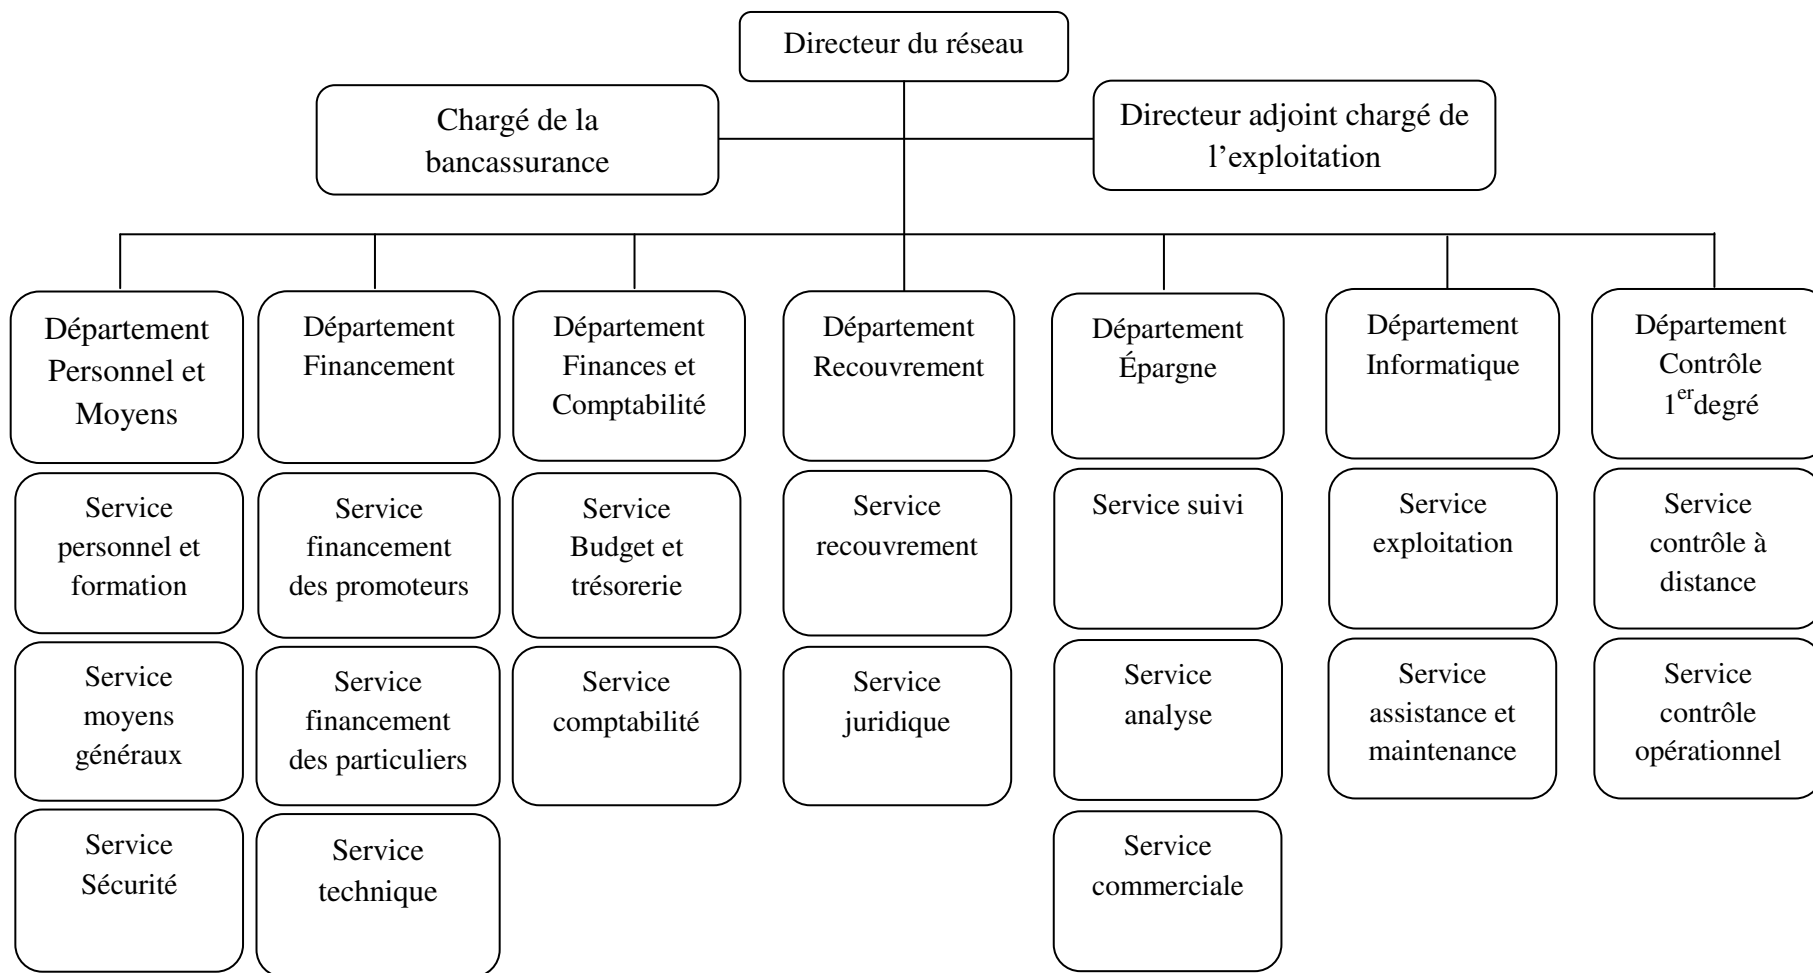 Directeur du réseau
Chargé de la
bancassurance
Directeur adjoint chargé de
l’exploitation
Département
Personnel et
Moyens
Département
Financement
Département
Finances et
Comptabilité
Département
Recouvrement
Département
Épargne
Département
Informatique
Département
Contrôle
1er degré
Service
personnel et
formation
Service
financement
des promoteurs
Service
Budget et
trésorerie
Service
recouvrement
Service suivi
Service
exploitation
Service
contrôle à
distance
Service
moyens
généraux
Service
financement
des particuliers
Service
comptabilité
Service
juridique
Service
analyse
Service
assistance et
maintenance
Service
contrôle
opérationnel
Service
Sécurité
Service
technique
Service
commerciale